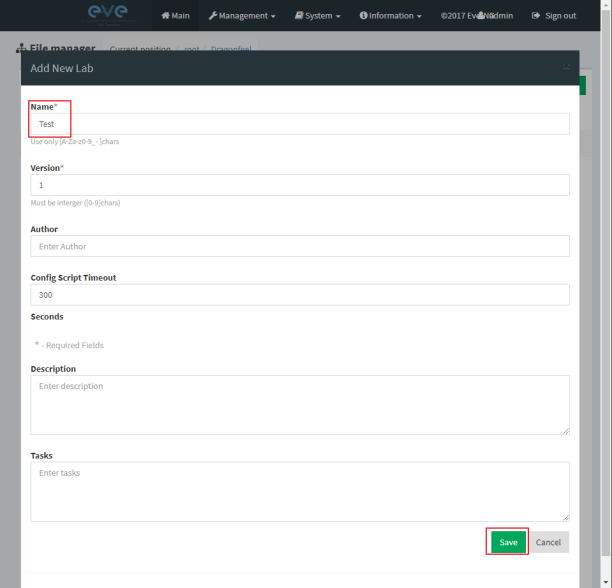 eve
Main Management System Information ©2017 Eve-NG admin Sign out
File manager Current position root / Dragonfeel
Add New Lab
Name*
Test
Use only [A-Za-z0-9_- ]chars
Version*
1
Must be interger ([0-9]chars)
Author
Enter Author
Config Script Timeout
300
Seconds
* - Required Fields
Description
Enter description
Tasks
Enter tasks
Save Cancel